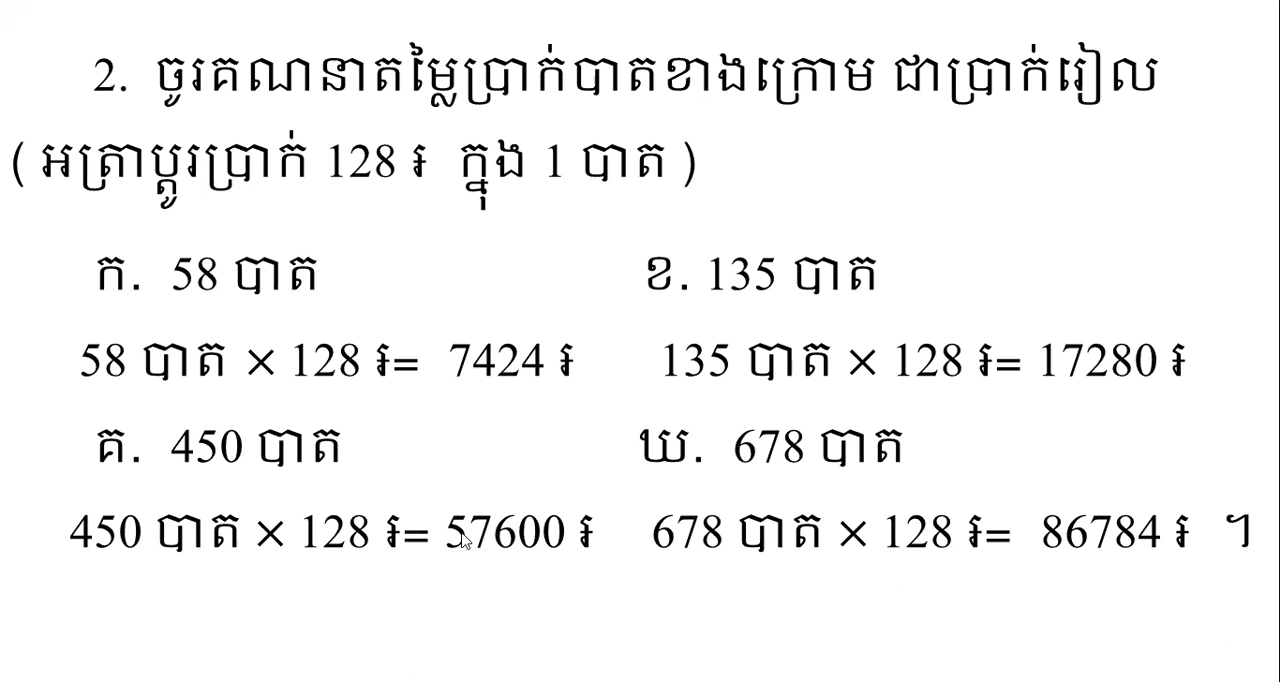 2. ចូរគណនាតម្លៃប្រាក់បាតខាងក្រោម ជាប្រាក់រៀល
( អត្រាប្ដូរប្រាក់ 128 ៛ ក្នុង 1 បាត )
ក. 58 បាត ខ. 135 បាត
58 បាត × 128 ៛= 7424 ៛ 135 បាត × 128 ៛= 17280 ៛
គ. 450 បាត ឃ. 678 បាត
450 បាត × 128 ៛= 57600 ៛ 678 បាត × 128 ៛= 86784 ៛ ។